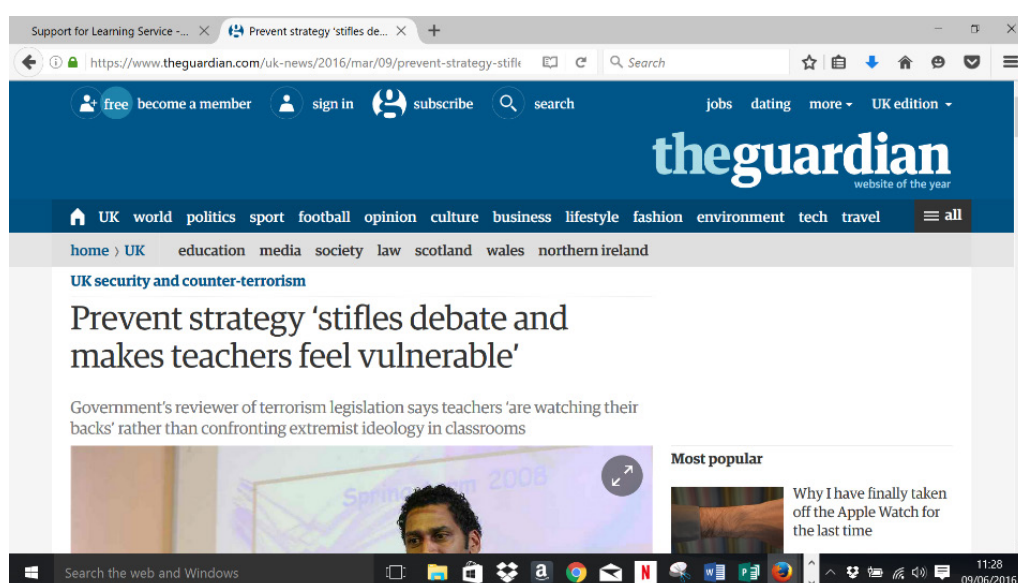 Support for Learning Service -...
Prevent strategy 'stifles de...
https://www.theguardian.com/uk-news/2016/mar/09/prevent-strategy-stifle
Search
free become a member sign in subscribe search jobs dating more UK edition
theguardian
website of the year
UK world politics sport football opinion culture business lifestyle fashion environment tech travel all
home › UK education media society law scotland wales northern ireland
UK security and counter-terrorism
Prevent strategy ‘stifles debate and
makes teachers feel vulnerable’
Government’s reviewer of terrorism legislation says teachers ‘are watching their
backs’ rather than confronting extremist ideology in classrooms
2008
Most popular
Why I have finally taken
off the Apple Watch for
the last time
Search the web and Windows
11:28
09/06/2016